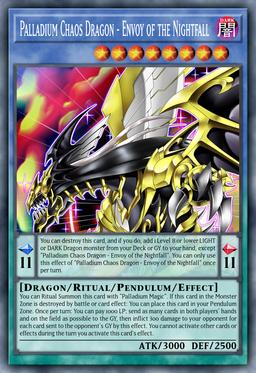 Palladium Chaos Dragon - Envoy of the Nightfall
DARK
闇
You can destroy this card, and if you do, add 1 Level 8 or lower LIGHT
or DARK Dragon monster from your Deck or GY to your hand, except
"Palladium Chaos Dragon - Envoy of the Nightfall". You can only use
this effect of "Palladium Chaos Dragon - Envoy of the Nightfall" once
per turn.
11
11
[Dragon/Ritual/Pendulum/Effect]
You can Ritual Summon this card with "Palladium Magic". If this card in the Monster
Zone is destroyed by battle or card effect: You can place this card in your Pendulum
Zone. Once per turn: You can pay 1000 LP; send as many cards in both players' hands
and on the field as possible to the GY, then inflict 300 damage to your opponent for
each card sent to the opponent's GY by this effect. You cannot activate other cards or
effects during the turn you activate this card's effect.
ATK/3000 DEF/2500